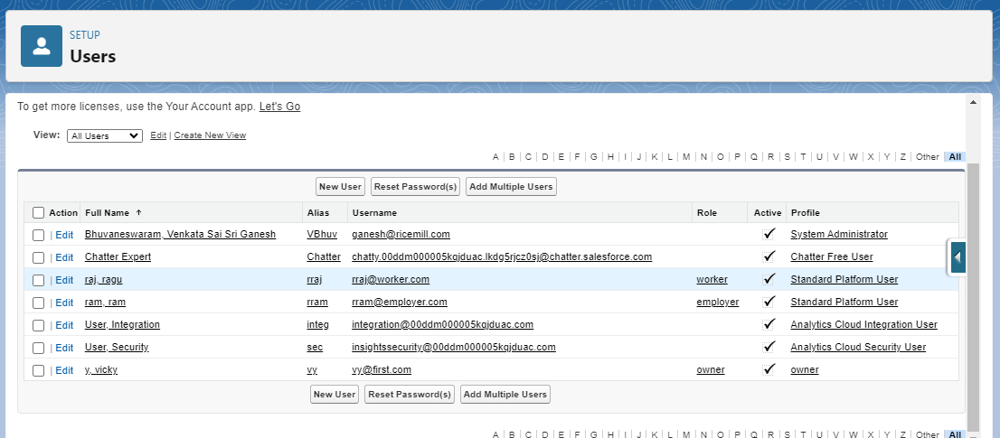 SETUP
Users
To get more licenses, use the Your Account app. Let's Go
View: All Users Edit | Create New View
A | B | C | D | E | F | G | H | I | J | K | L | M | N | O | P | Q | R | S | T | U | V | W | X | Y | Z | Other | All
New User Reset Password(s) Add Multiple Users
Action Full Name ↑ Alias Username Role Active Profile
| Edit Bhuvaneswaram, Venkata Sai Sri Ganesh VBhuv ganesh@ricemill.com ✓ System Administrator
| Edit Chatter Expert Chatter chatty.00ddm000005kqjduac.lkdg5rjcz0sj@chatter.salesforce.com ✓ Chatter Free User
| Edit raj, ragu rraj rraj@worker.com worker ✓ Standard Platform User
| Edit ram, ram rram rram@employer.com employer ✓ Standard Platform User
| Edit User, Integration integ integration@00ddm000005kqjduac.com ✓ Analytics Cloud Integration User
| Edit User, Security sec insightssecurity@00ddm000005kqjduac.com ✓ Analytics Cloud Security User
| Edit y, vicky vy vy@first.com owner ✓ owner
New User Reset Password(s) Add Multiple Users
A | B | C | D | E | F | G | H | I | J | K | L | M | N | O | P | Q | R | S | T | U | V | W | X | Y | Z | Other | All